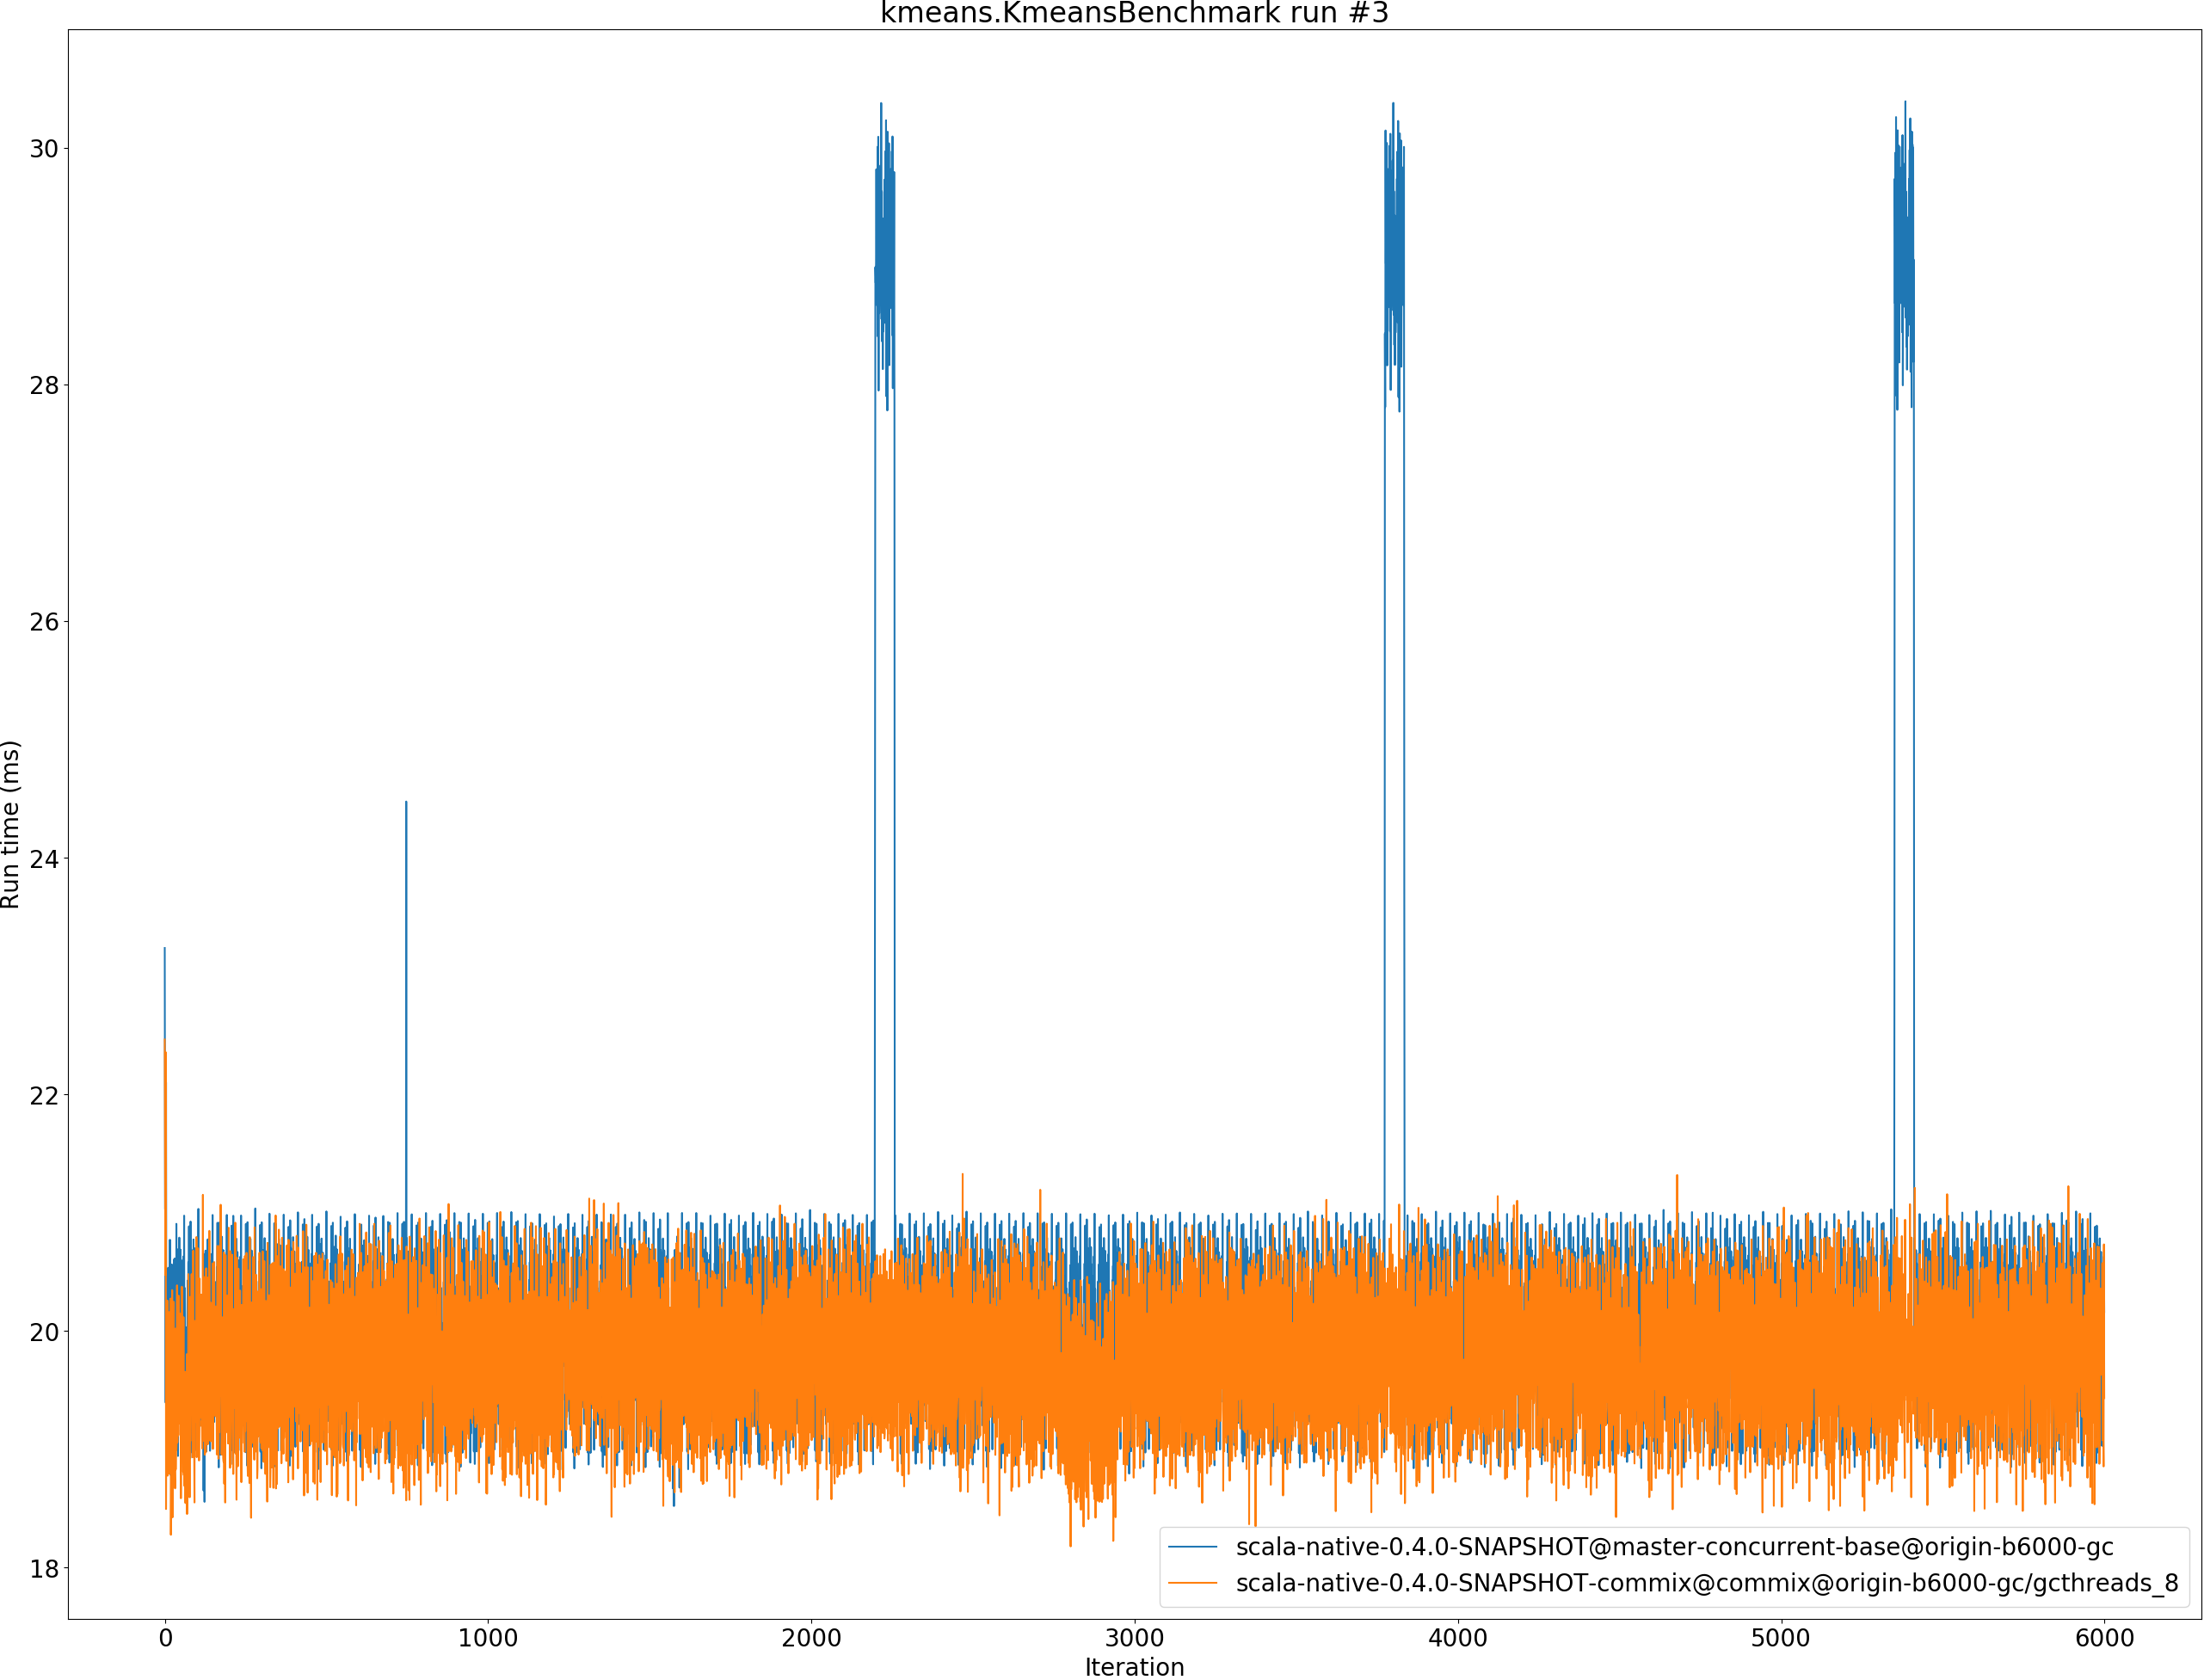 kmeans.KmeansBenchmark run #3
Run time (ms)
30
28
26
24
22
20
18
0 1000 2000 3000 4000 5000 6000
Iteration
scala-native-0.4.0-SNAPSHOT@master-concurrent-base@origin-b6000-gc
scala-native-0.4.0-SNAPSHOT-commix@commix@origin-b6000-gc/gcthreads_8